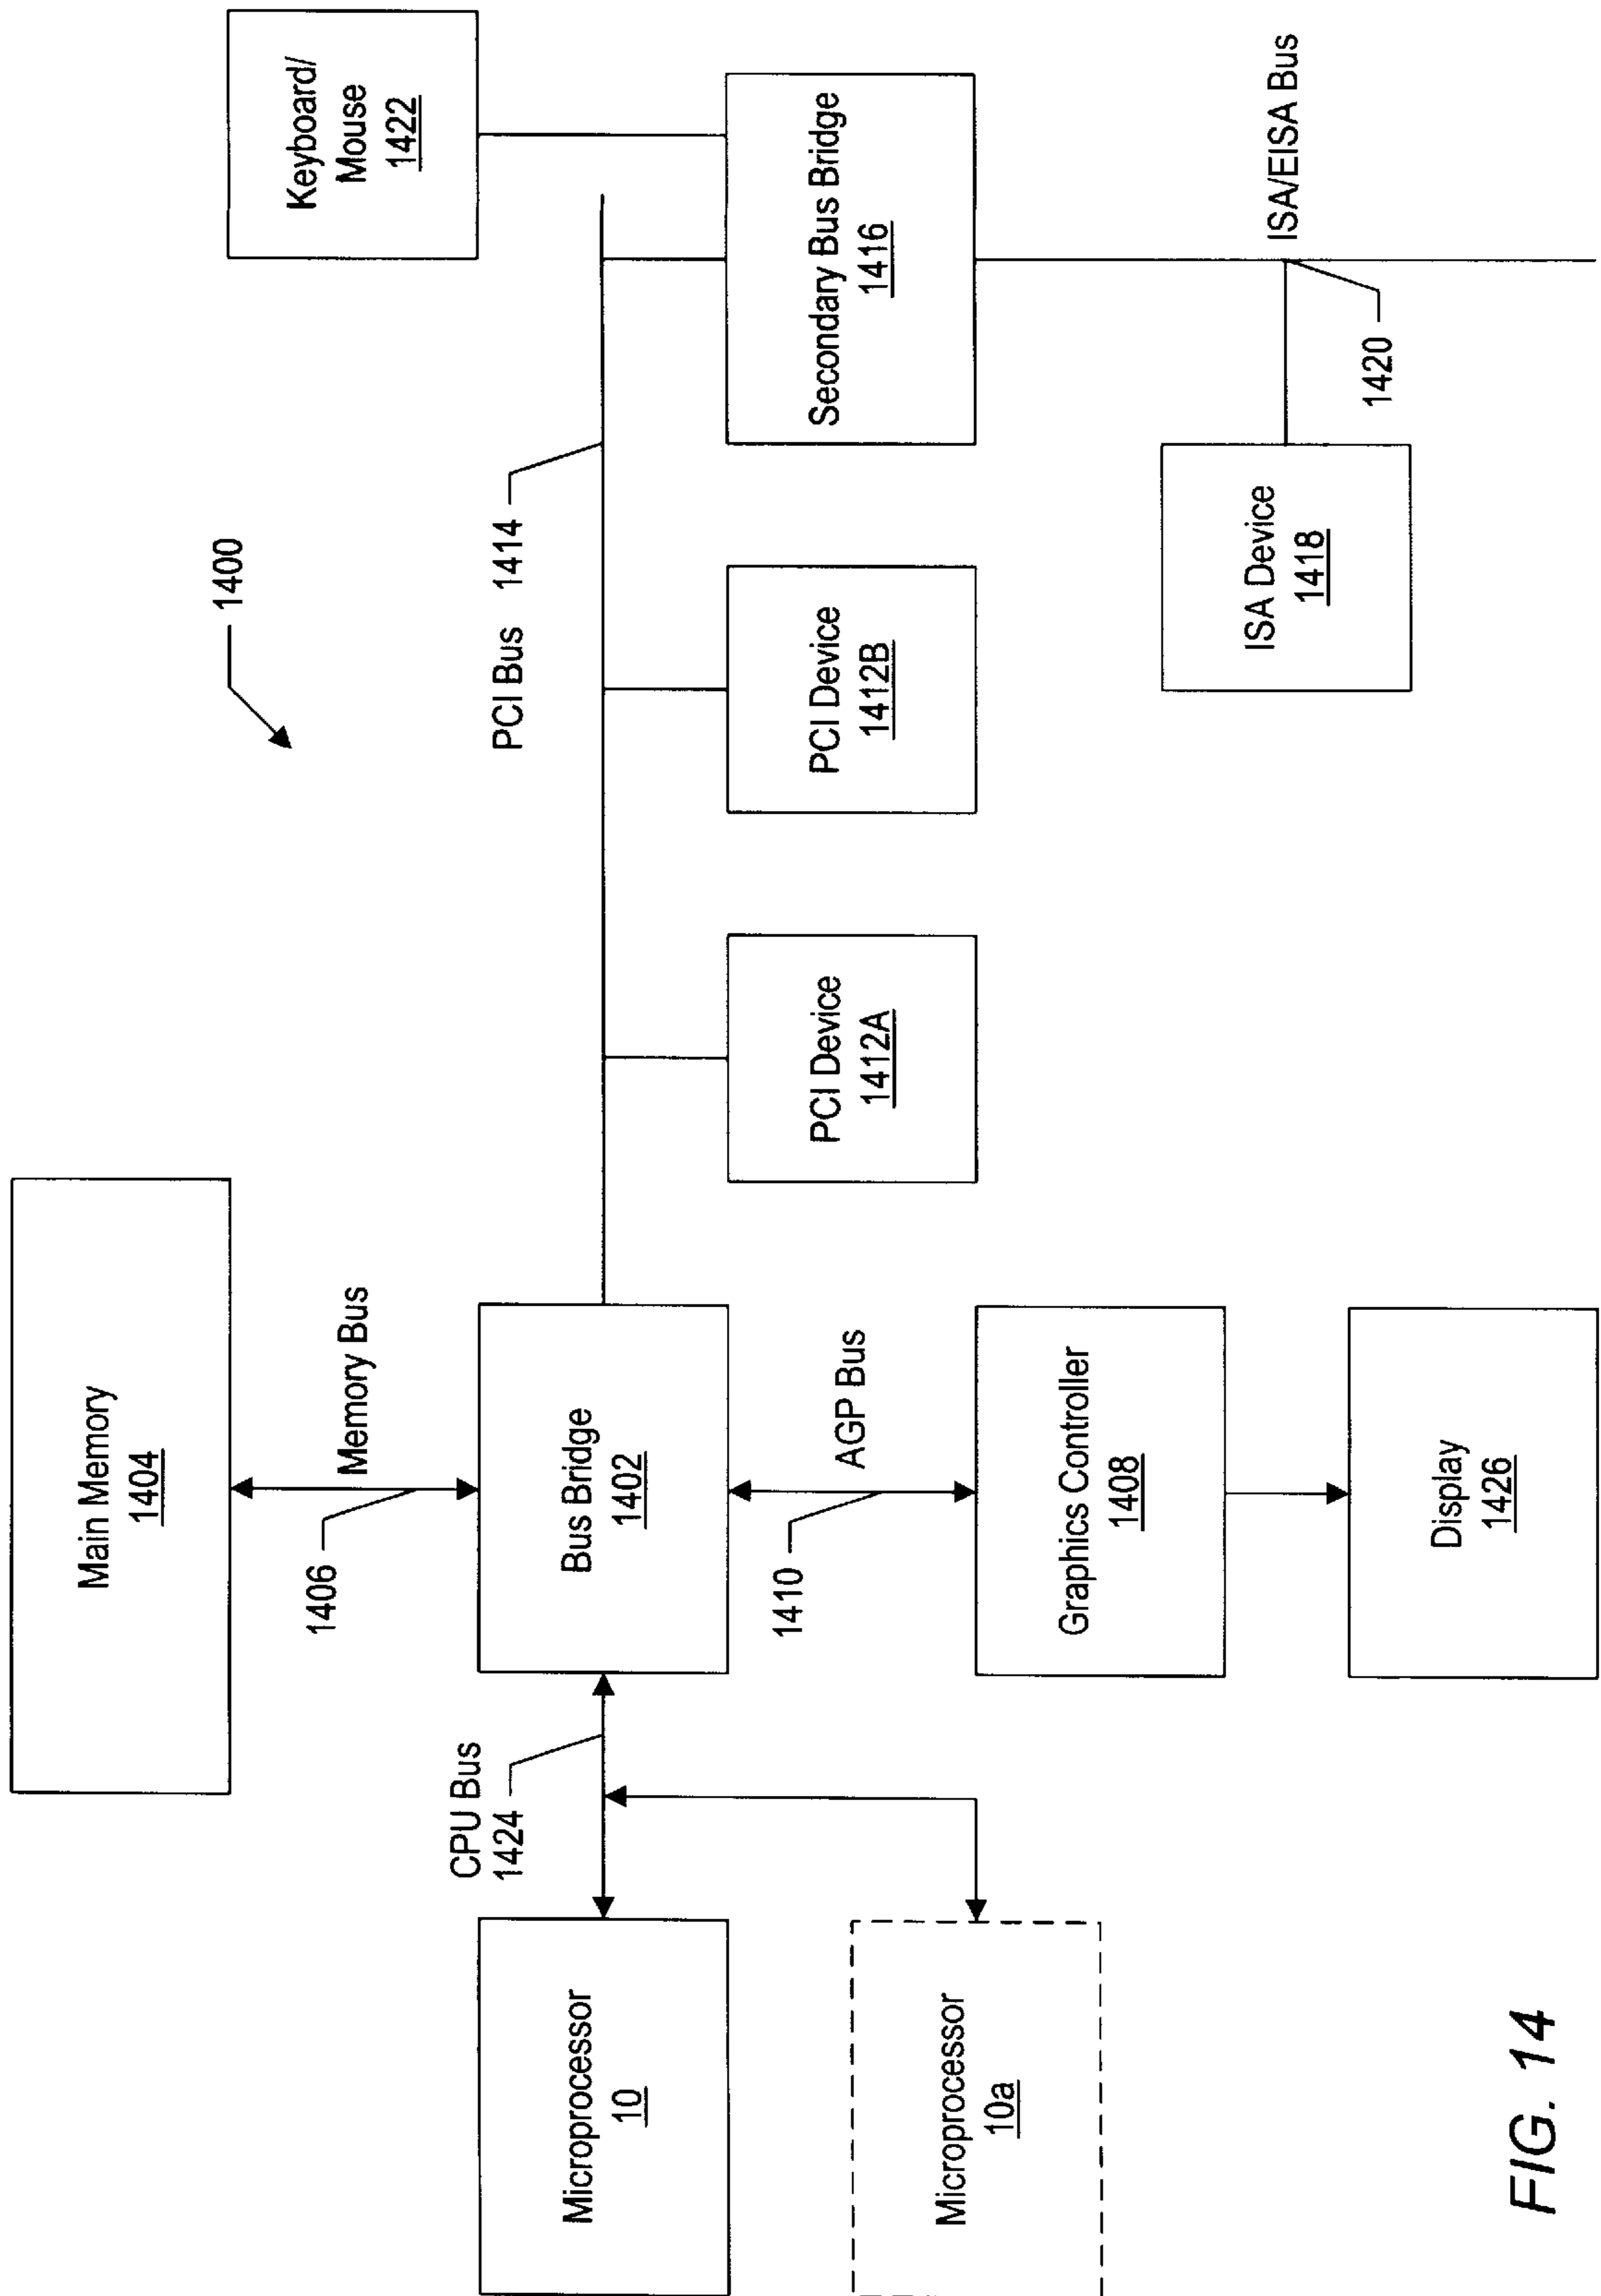 Main Memory
1404
Keyboard/
Mouse
1422
1400
1406
Memory Bus
CPU Bus
1424
PCI Bus 1414
Microprocessor
10
Bus Bridge
1402
PCI Device
1412A
PCI Device
1412B
Secondary Bus Bridge
1416
1410
AGP Bus
Microprocessor
10a
Graphics Controller
1408
ISA Device
1418
ISA/EISA Bus
1420
Display
1426
FIG. 14